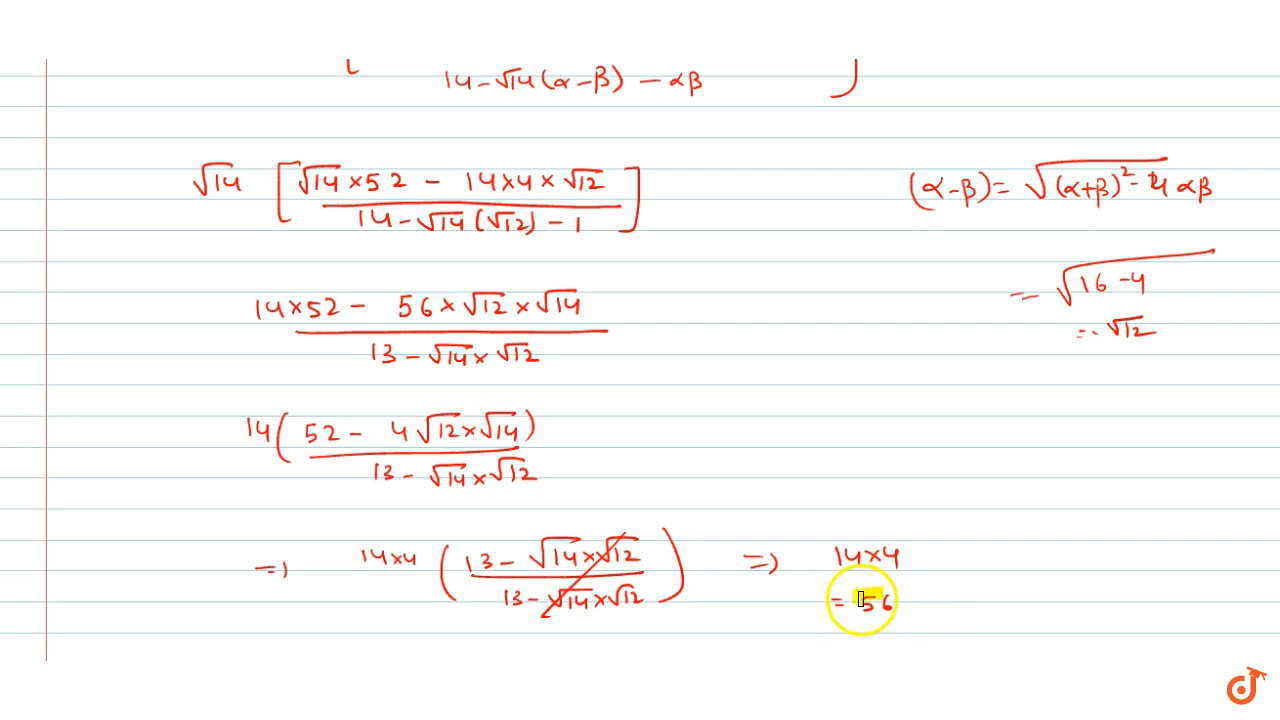 14 - √14 (α - β) - αβ
√14 [ √14 × 52 - 14 × 4 × √12 ]
14 - √14 (√12) - 1
(α - β) = √(α + β)² - 4 αβ
= √16 - 4
= √12
14 × 52 - 56 × √12 × √14
13 - √14 × √12
14 ( 52 - 4 √12 × √14 )
13 - √14 × √12
⇒ 14 × 4 ( 13 - √14 × √12 ) ⇒ 14 × 4
13 - √14 × √12
= 56